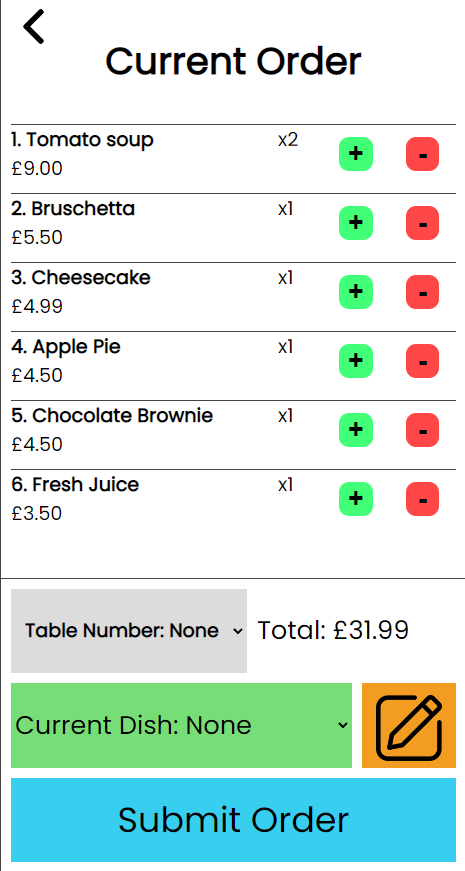 Current Order
1. Tomato soup x2 + -
£9.00
2. Bruschetta x1 + -
£5.50
3. Cheesecake x1 + -
£4.99
4. Apple Pie x1 + -
£4.50
5. Chocolate Brownie x1 + -
£4.50
6. Fresh Juice x1 + -
£3.50
Table Number: None Total: £31.99
Current Dish: None
Submit Order